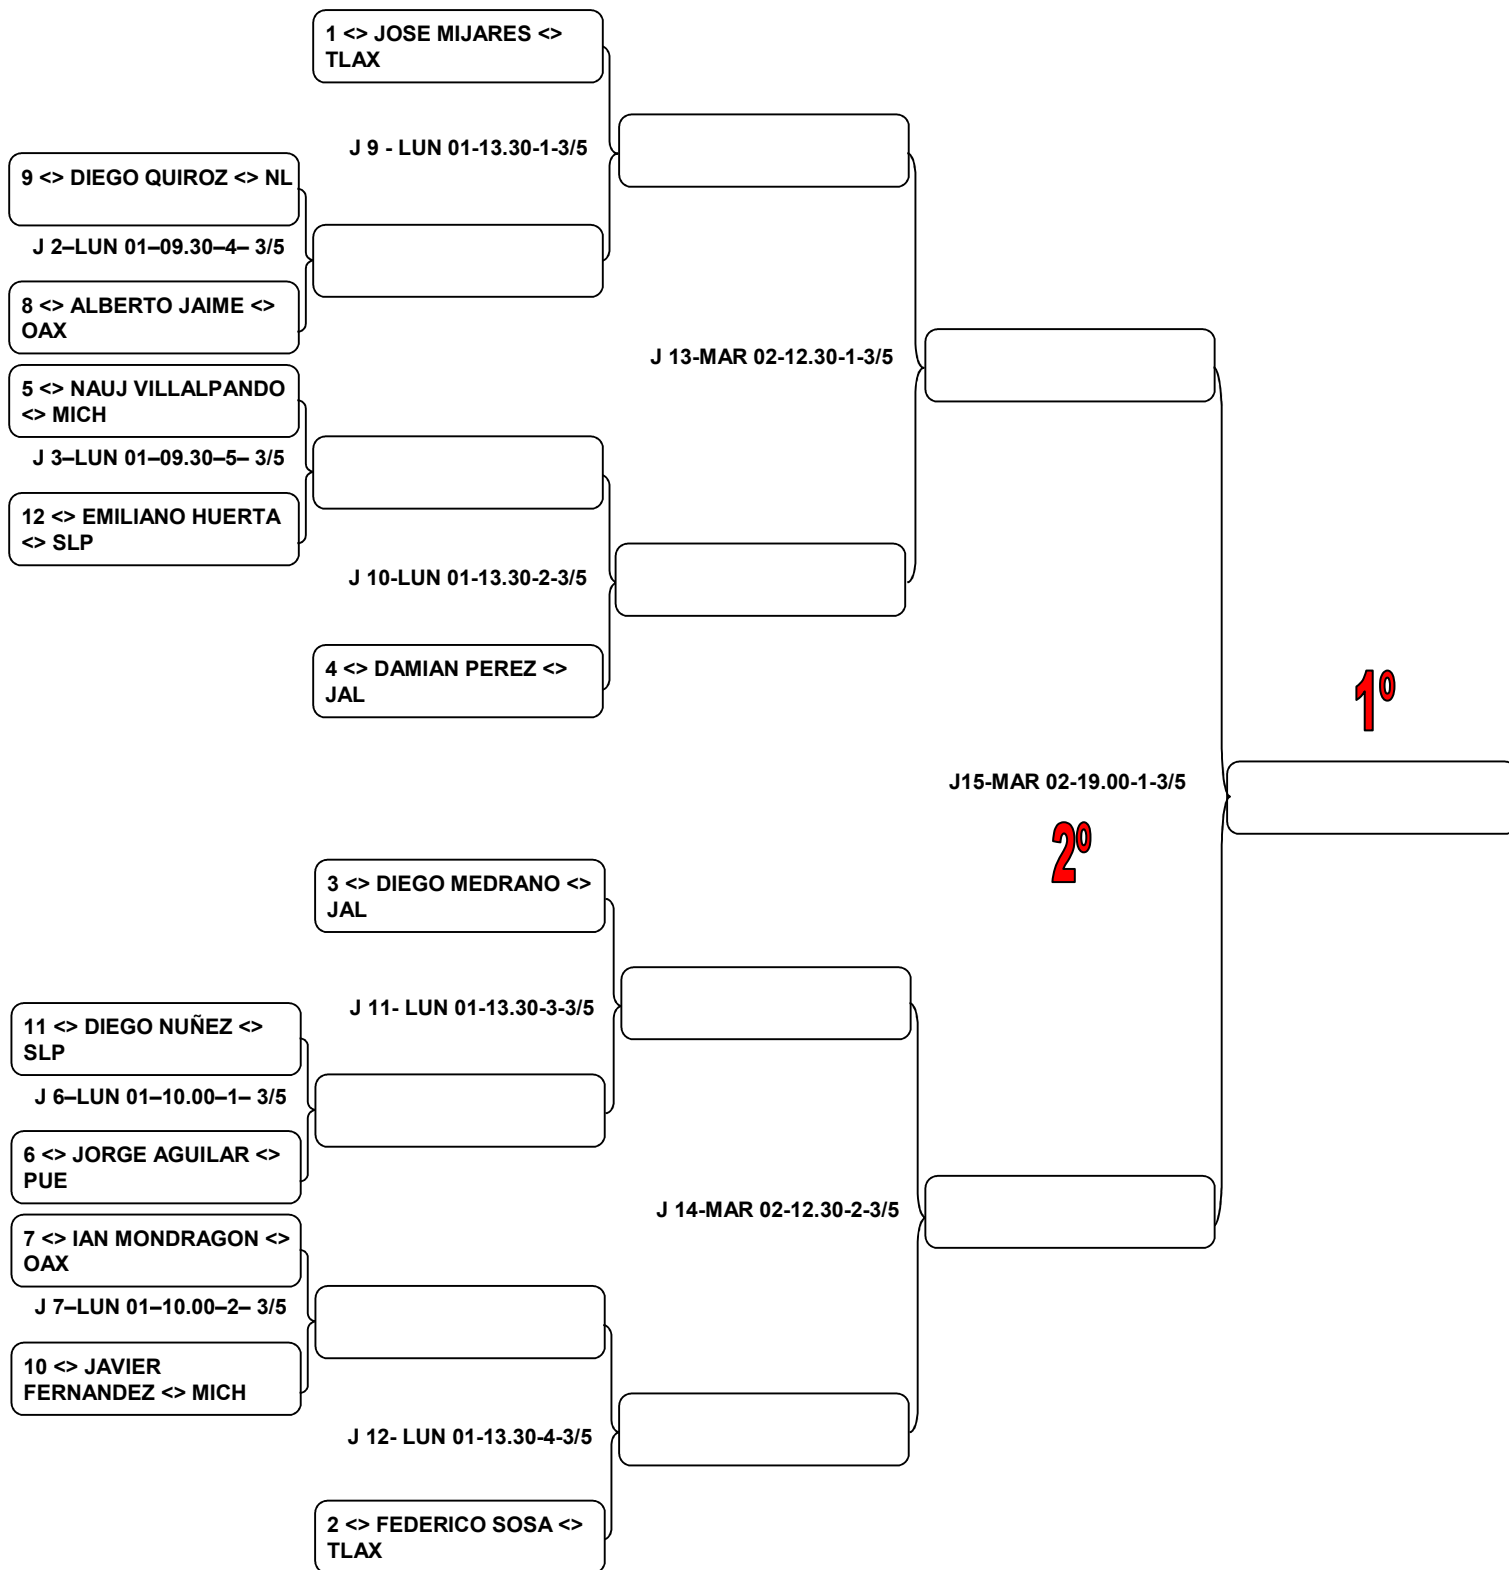 1 <> JOSE MIJARES <>
TLAX
J 9 - LUN 01-13.30-1-3/5
9 <> DIEGO QUIROZ <> NL
J 2–LUN 01–09.30–4– 3/5
8 <> ALBERTO JAIME <>
OAX
J 13-MAR 02-12.30-1-3/5
5 <> NAUJ VILLALPANDO
<> MICH
J 3–LUN 01–09.30–5– 3/5
12 <> EMILIANO HUERTA
<> SLP
J 10-LUN 01-13.30-2-3/5
4 <> DAMIAN PEREZ <>
JAL
1º
J15-MAR 02-19.00-1-3/5
2º
3 <> DIEGO MEDRANO <>
JAL
J 11- LUN 01-13.30-3-3/5
11 <> DIEGO NUÑEZ <>
SLP
J 6–LUN 01–10.00–1– 3/5
6 <> JORGE AGUILAR <>
PUE
J 14-MAR 02-12.30-2-3/5
7 <> IAN MONDRAGON <>
OAX
J 7–LUN 01–10.00–2– 3/5
10 <> JAVIER
FERNANDEZ <> MICH
J 12- LUN 01-13.30-4-3/5
2 <> FEDERICO SOSA <>
TLAX